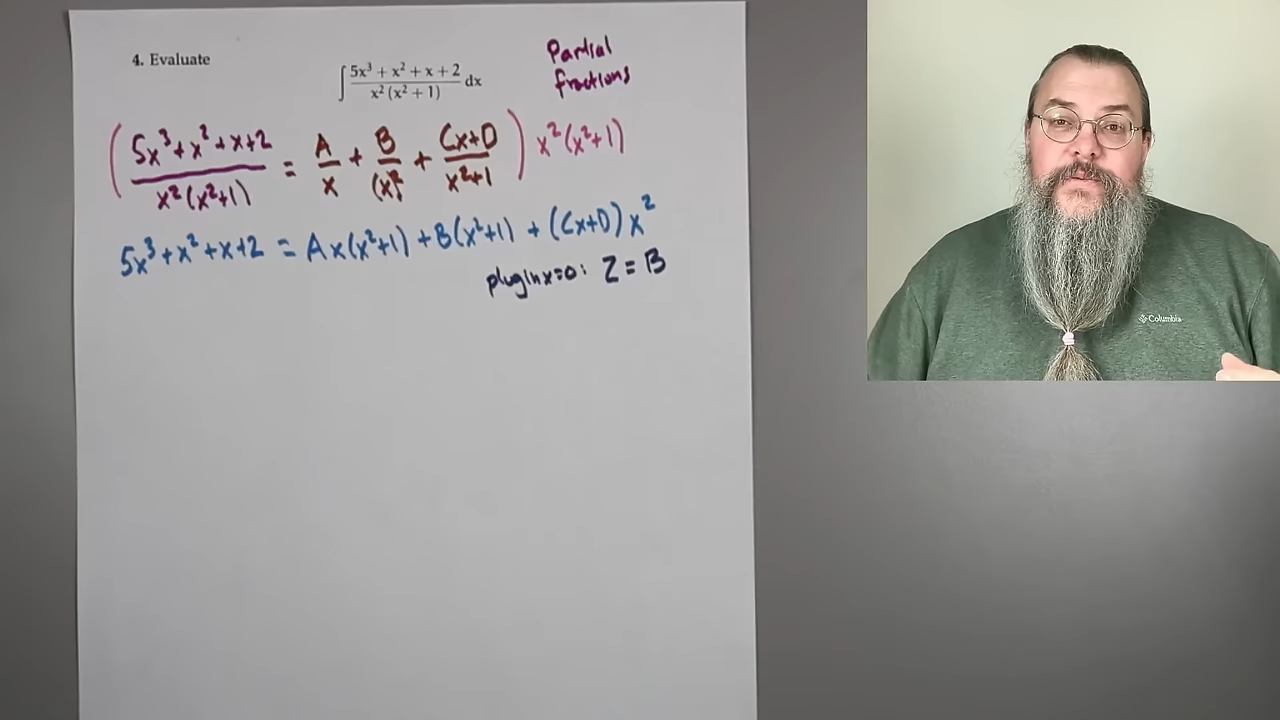 4. Evaluate
∫ 5x³ + x² + x + 2 / x² (x² + 1) dx
Partial
fractions
( 5x³+x²+x+2 / x²(x²+1) = A/x + B/(x)² + Cx+D / x²+1 ) x²(x²+1)
5x³+x²+x+2 = Ax(x²+1) + B(x²+1) + (Cx+D)x²
plug in x=0: 2=B
Columbia